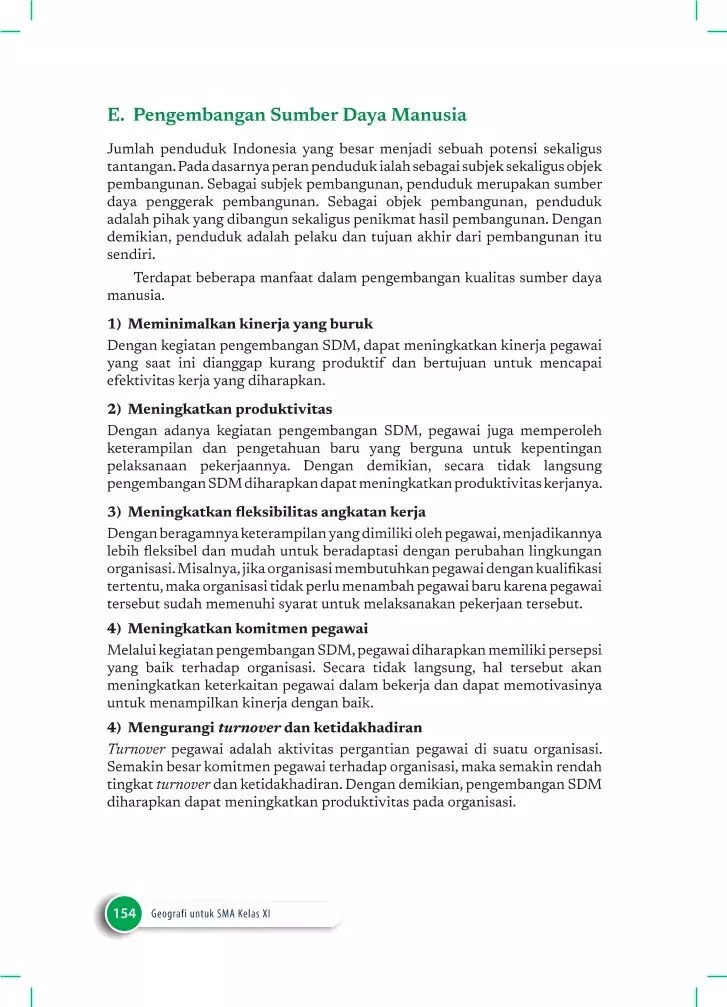 E. Pengembangan Sumber Daya Manusia
Jumlah penduduk Indonesia yang besar menjadi sebuah potensi sekaligus
tantangan. Pada dasarnya peran penduduk ialah sebagai subjek sekaligus objek
pembangunan. Sebagai subjek pembangunan, penduduk merupakan sumber
daya penggerak pembangunan. Sebagai objek pembangunan, penduduk
adalah pihak yang dibangun sekaligus penikmat hasil pembangunan. Dengan
demikian, penduduk adalah pelaku dan tujuan akhir dari pembangunan itu
sendiri.
Terdapat beberapa manfaat dalam pengembangan kualitas sumber daya
manusia.
1) Meminimalkan kinerja yang buruk
Dengan kegiatan pengembangan SDM, dapat meningkatkan kinerja pegawai
yang saat ini dianggap kurang produktif dan bertujuan untuk mencapai
efektivitas kerja yang diharapkan.
2) Meningkatkan produktivitas
Dengan adanya kegiatan pengembangan SDM, pegawai juga memperoleh
keterampilan dan pengetahuan baru yang berguna untuk kepentingan
pelaksanaan pekerjaannya. Dengan demikian, secara tidak langsung
pengembangan SDM diharapkan dapat meningkatkan produktivitas kerjanya.
3) Meningkatkan fleksibilitas angkatan kerja
Dengan beragamnya keterampilan yang dimiliki oleh pegawai, menjadikannya
lebih fleksibel dan mudah untuk beradaptasi dengan perubahan lingkungan
organisasi. Misalnya, jika organisasi membutuhkan pegawai dengan kualifikasi
tertentu, maka organisasi tidak perlu menambah pegawai baru karena pegawai
tersebut sudah memenuhi syarat untuk melaksanakan pekerjaan tersebut.
4) Meningkatkan komitmen pegawai
Melalui kegiatan pengembangan SDM, pegawai diharapkan memiliki persepsi
yang baik terhadap organisasi. Secara tidak langsung, hal tersebut akan
meningkatkan keterkaitan pegawai dalam bekerja dan dapat memotivasinya
untuk menampilkan kinerja dengan baik.
4) Mengurangi turnover dan ketidakhadiran
Turnover pegawai adalah aktivitas pergantian pegawai di suatu organisasi.
Semakin besar komitmen pegawai terhadap organisasi, maka semakin rendah
tingkat turnover dan ketidakhadiran. Dengan demikian, pengembangan SDM
diharapkan dapat meningkatkan produktivitas pada organisasi.
154 Geografi untuk SMA Kelas XI